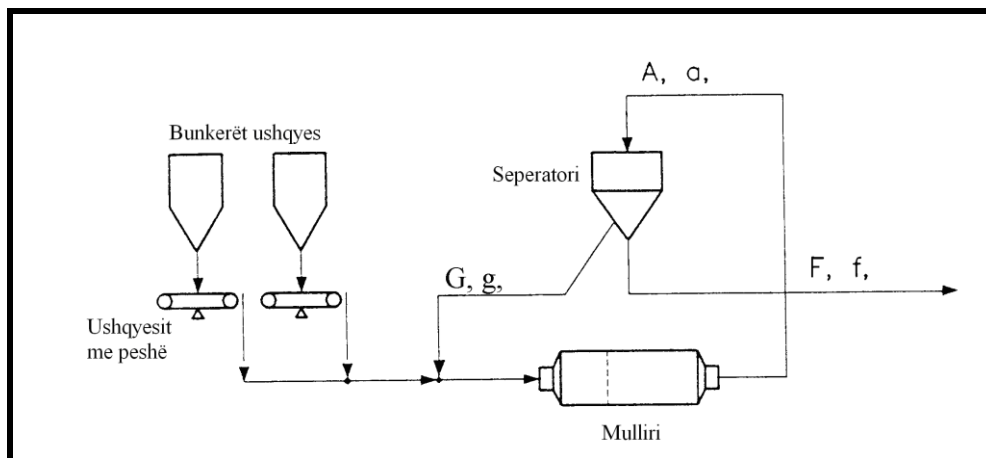 A, a,
Bunkerët ushqyes
Seperatori
G, g,
F, f,
Ushqyesit
me peshë
Mulliri